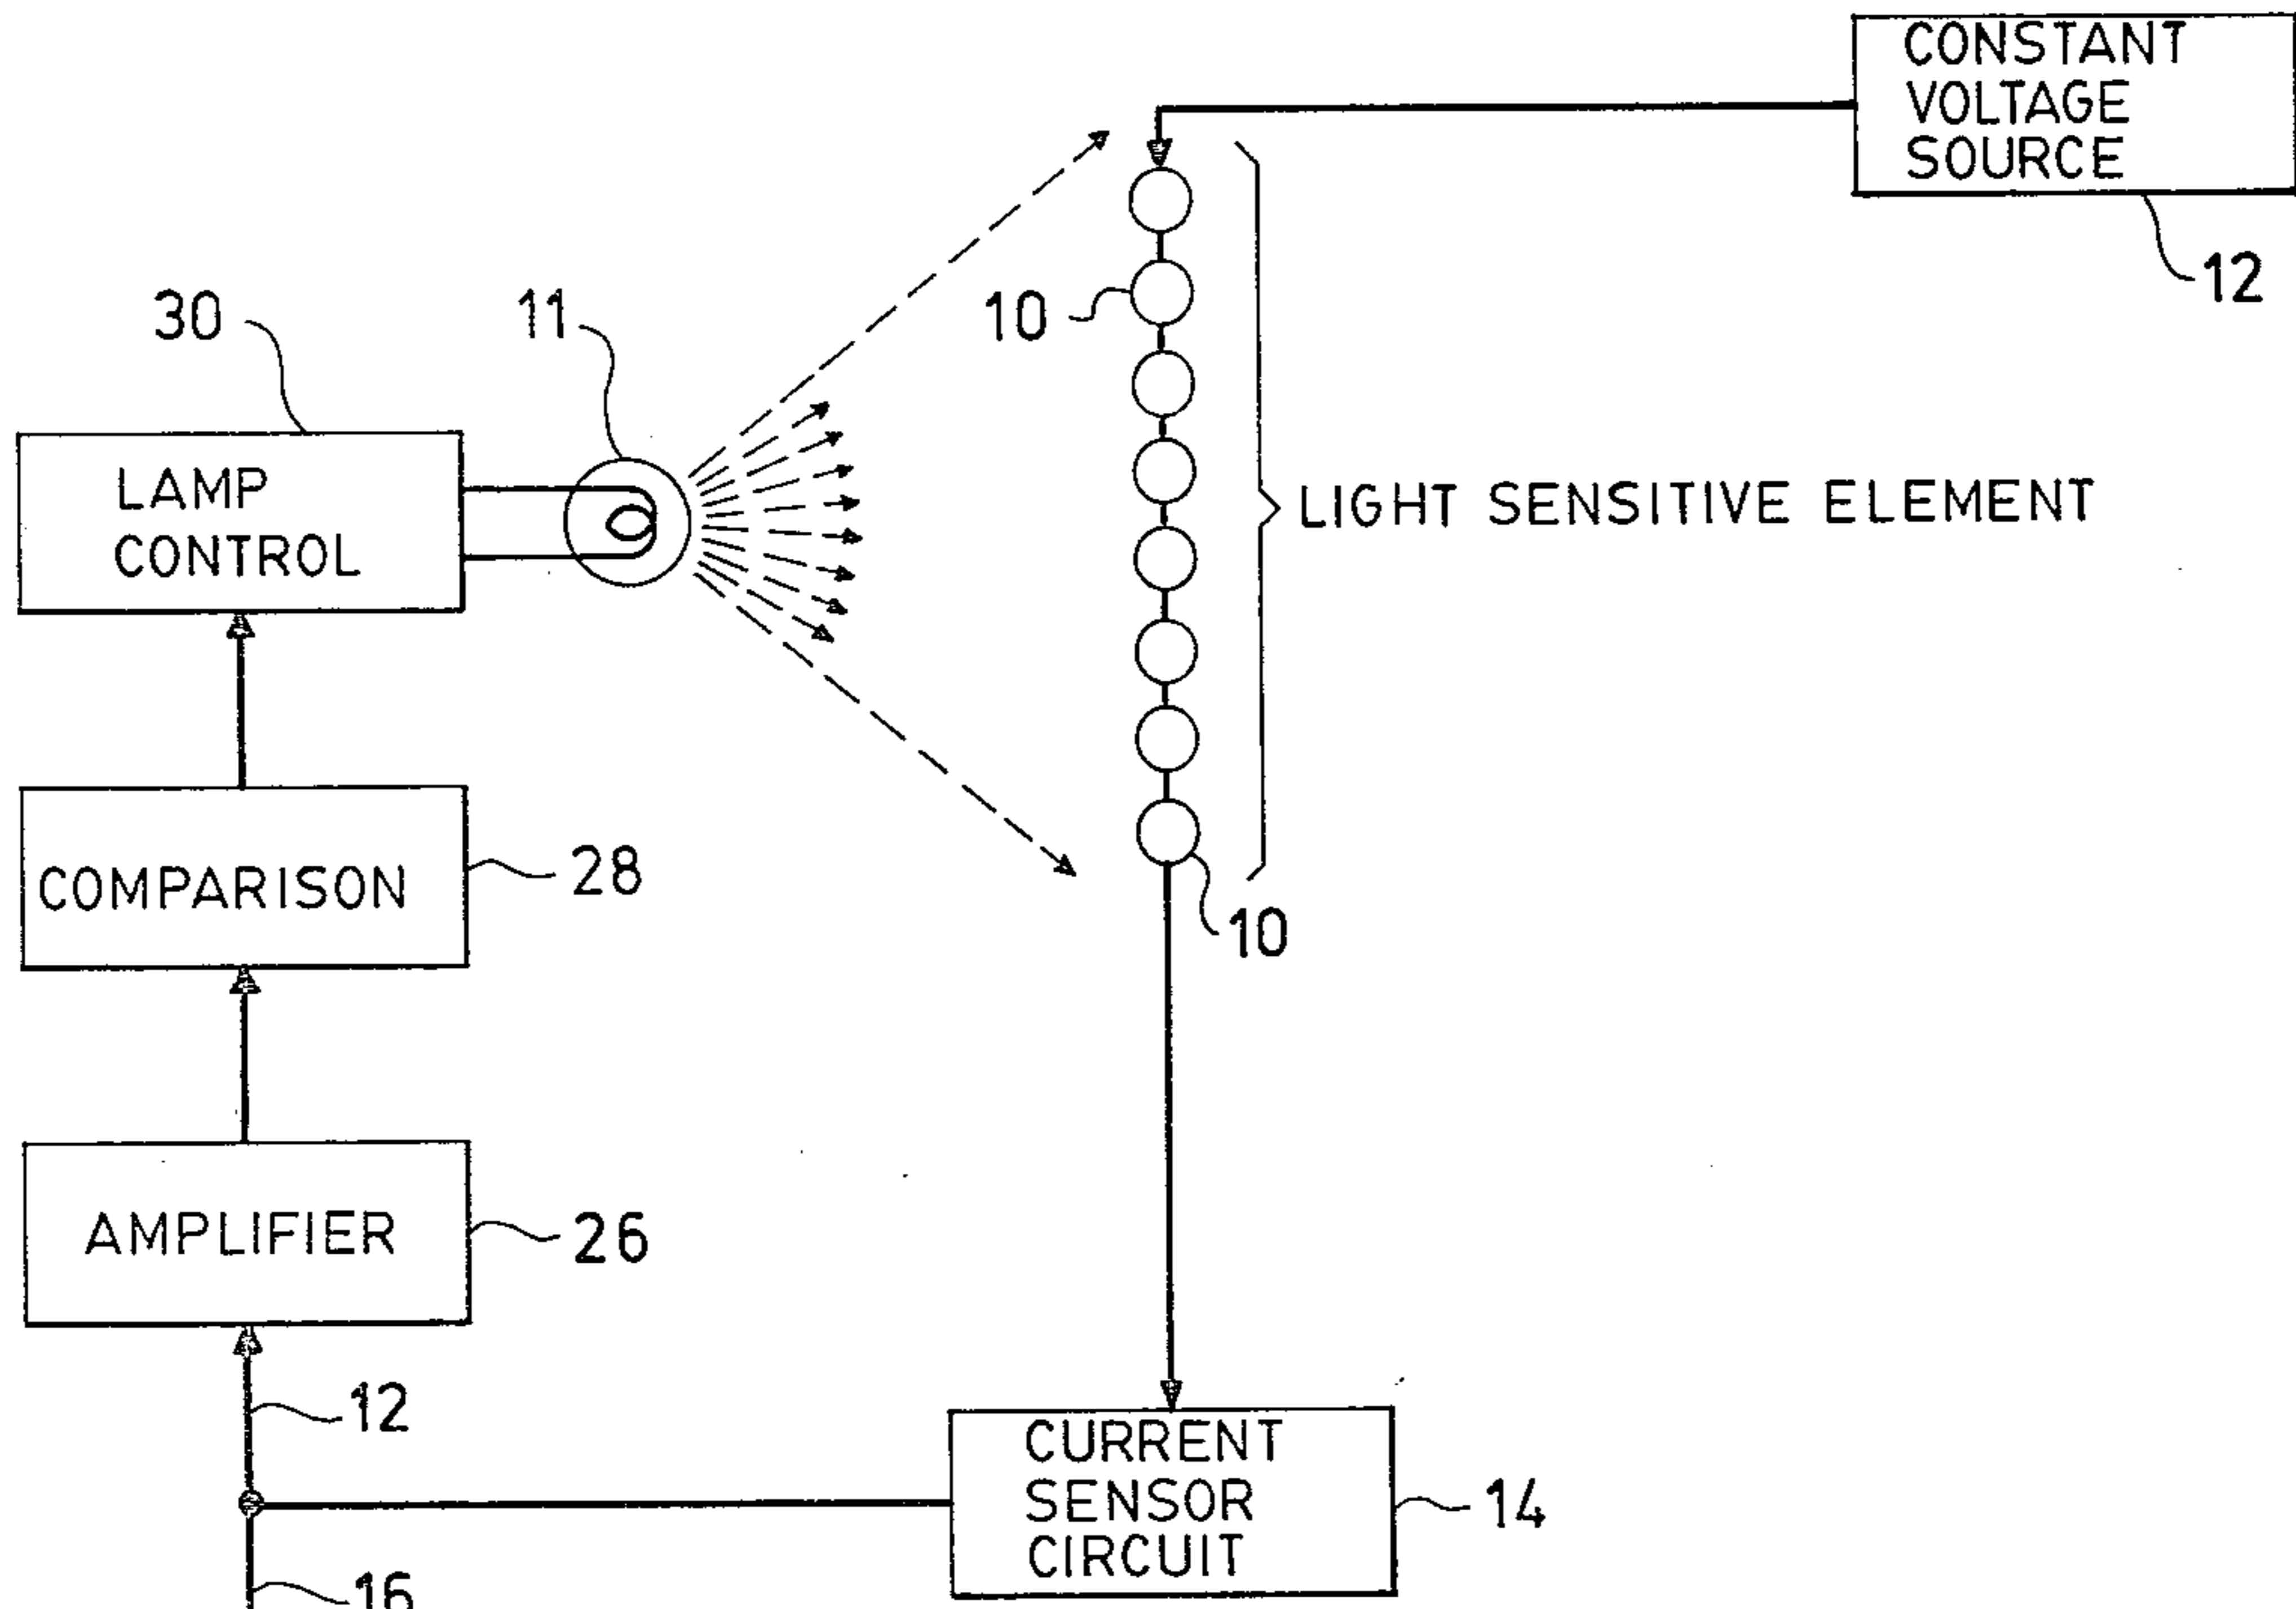 CONSTANT
VOLTAGE
SOURCE
12
30
11
10
LAMP
CONTROL
LIGHT SENSITIVE ELEMENT
COMPARISON
28
10
AMPLIFIER
26
12
CURRENT
SENSOR
CIRCUIT
14
16